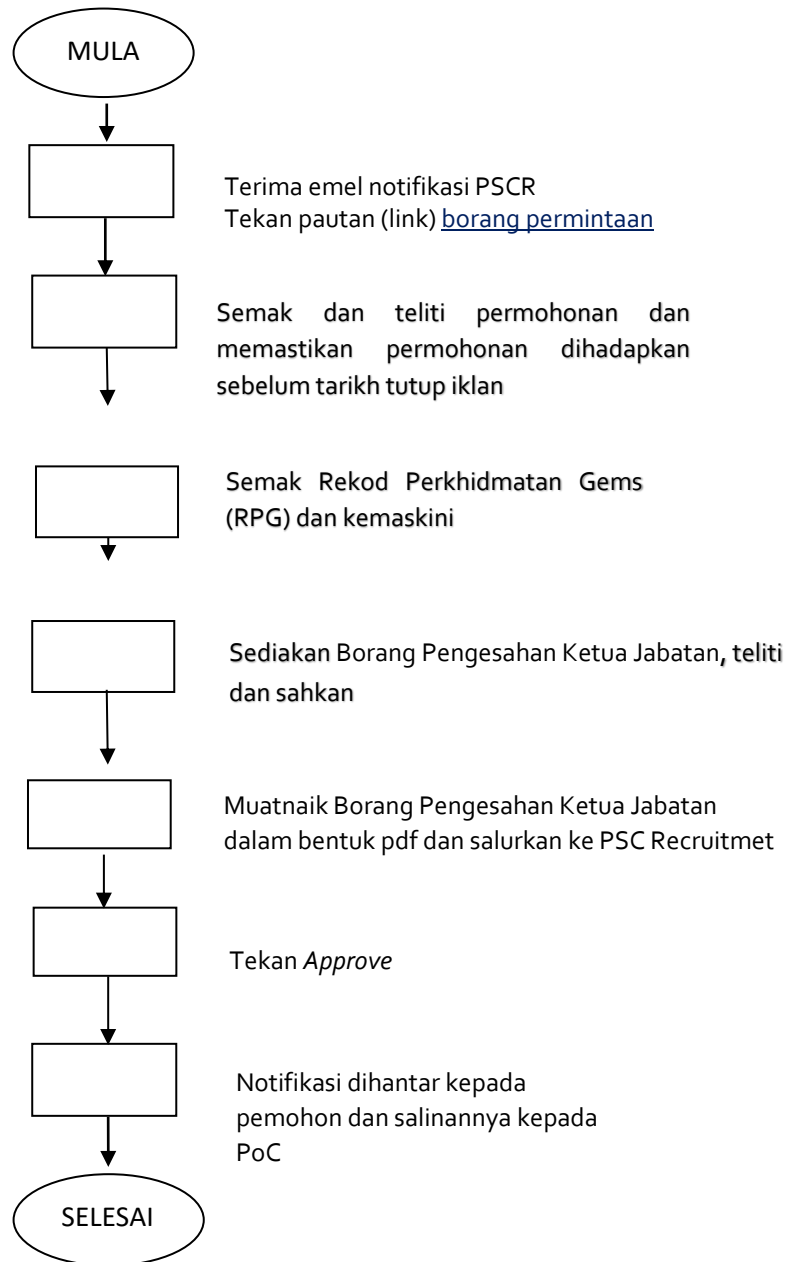 MULA
Terima emel notifikasi PSCR
Tekan pautan (link) borang permintaan
Semak dan teliti permohonan dan
memastikan permohonan dihadapkan
sebelum tarikh tutup iklan
Semak Rekod Perkhidmatan Gems
(RPG) dan kemaskini
Sediakan Borang Pengesahan Ketua Jabatan, teliti
dan sahkan
Muatnaik Borang Pengesahan Ketua Jabatan
dalam bentuk pdf dan salurkan ke PSC Recruitmet
Tekan Approve
Notifikasi dihantar kepada
pemohon dan salinannya kepada
PoC
SELESAI